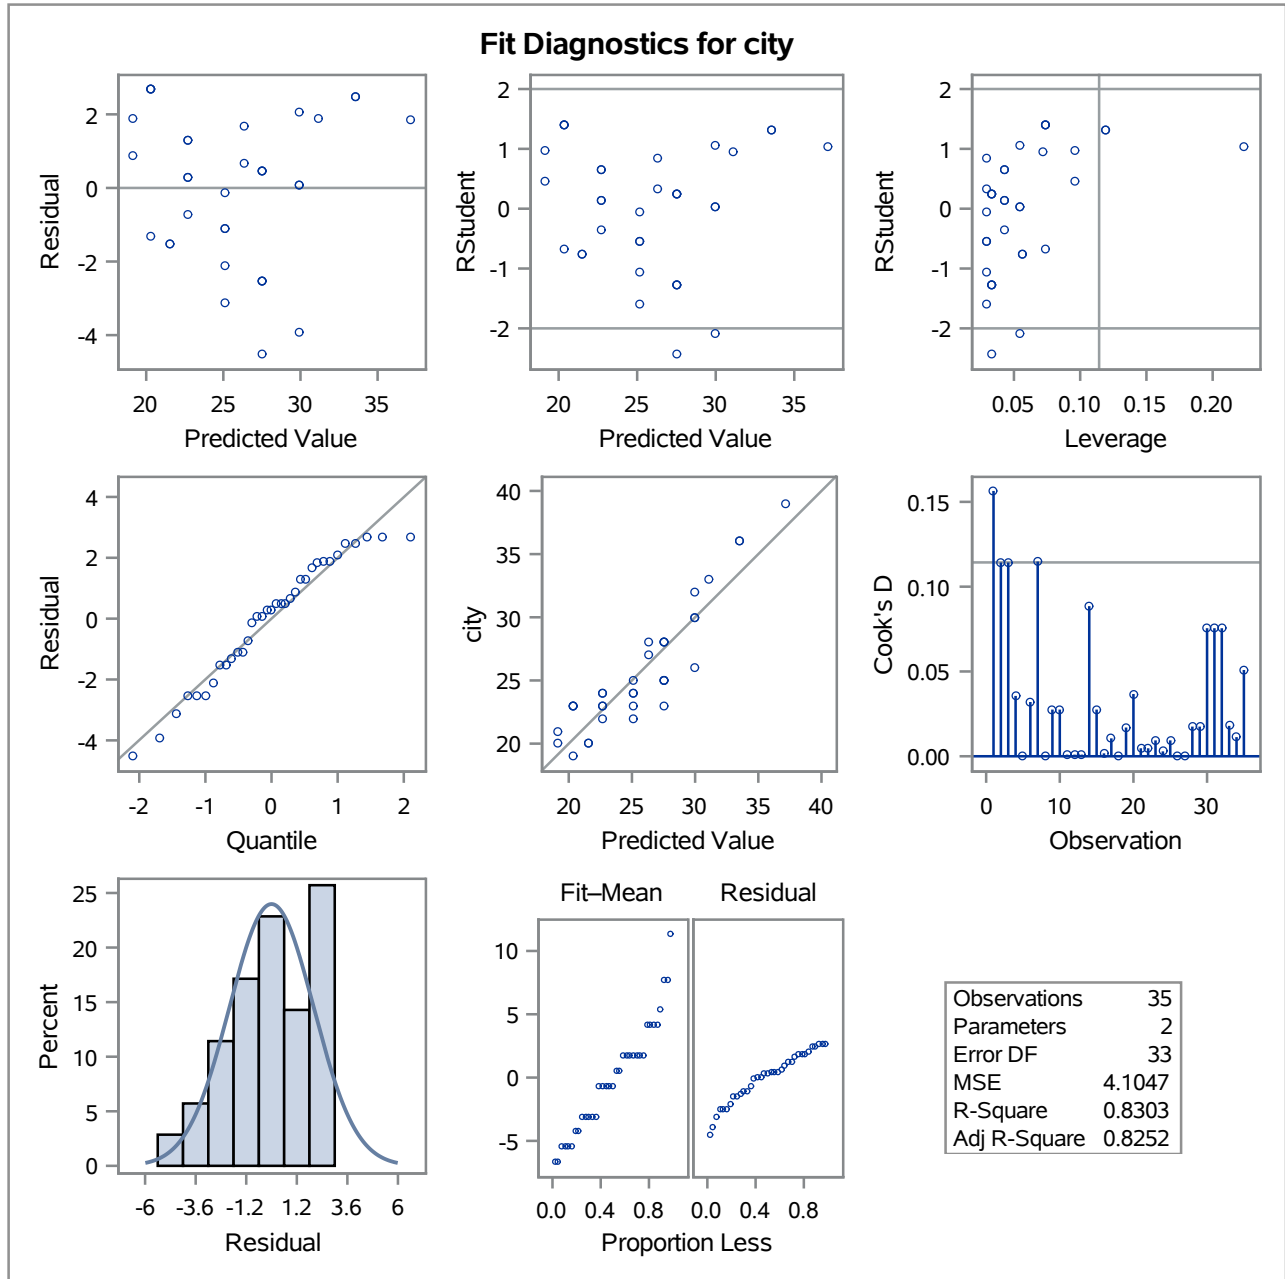 Fit Diagnostics for city
Residual
2
0
-2
-4
20 25 30 35
Predicted Value
RStudent
2
1
0
-1
-2
20 25 30 35
Predicted Value
RStudent
2
1
0
-1
-2
0.05 0.10 0.15 0.20
Leverage
Residual
4
2
0
-2
-4
-2 -1 0 1 2
Quantile
city
40
35
30
25
20
20 25 30 35 40
Predicted Value
Cook's D
0.15
0.10
0.05
0.00
0 10 20 30
Observation
Percent
25
20
15
10
5
0
-6 -3.6 -1.2 1.2 3.6 6
Residual
Fit–Mean Residual
10
5
0
-5
0.0 0.4 0.8 0.0 0.4 0.8
Proportion Less
Observations 35
Parameters 2
Error DF 33
MSE 4.1047
R-Square 0.8303
Adj R-Square 0.8252